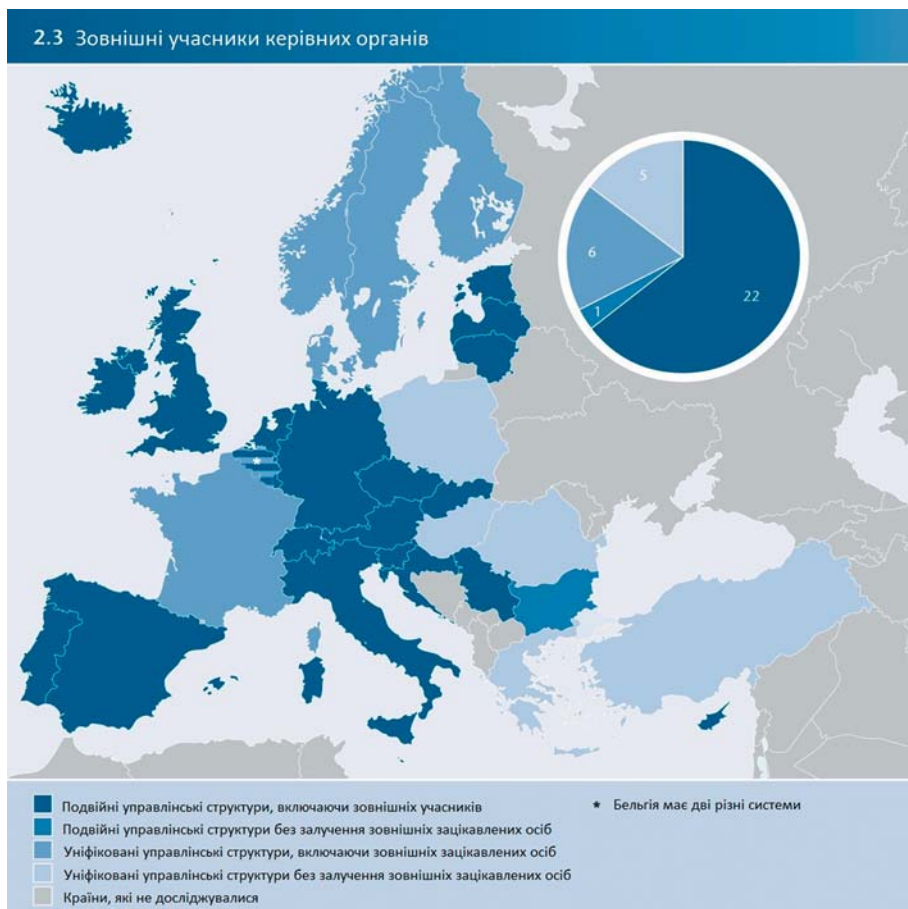 2.3 Зовнішні учасники керівних органів
5
6
1
22
*
Подвійні управлінські структури, включаючи зовнішніх учасників
Подвійні управлінські структури без залучення зовнішніх зацікавлених осіб
Уніфіковані управлінські структури, включаючи зовнішніх зацікавлених осіб
Уніфіковані управлінські структури без залучення зовнішніх зацікавлених осіб
Країни, які не досліджувалися
* Бельгія має дві різні системи